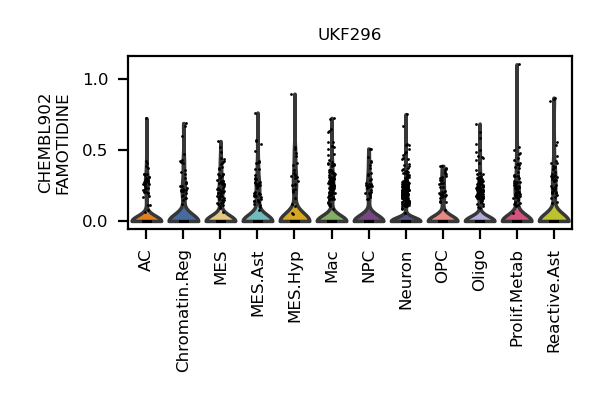 UKF296
CHEMBL902
FAMOTIDINE
1.0
0.5
0.0
AC
Chromatin.Reg
MES
MES.Ast
MES.Hyp
Mac
NPC
Neuron
OPC
Oligo
Prolif.Metab
Reactive.Ast